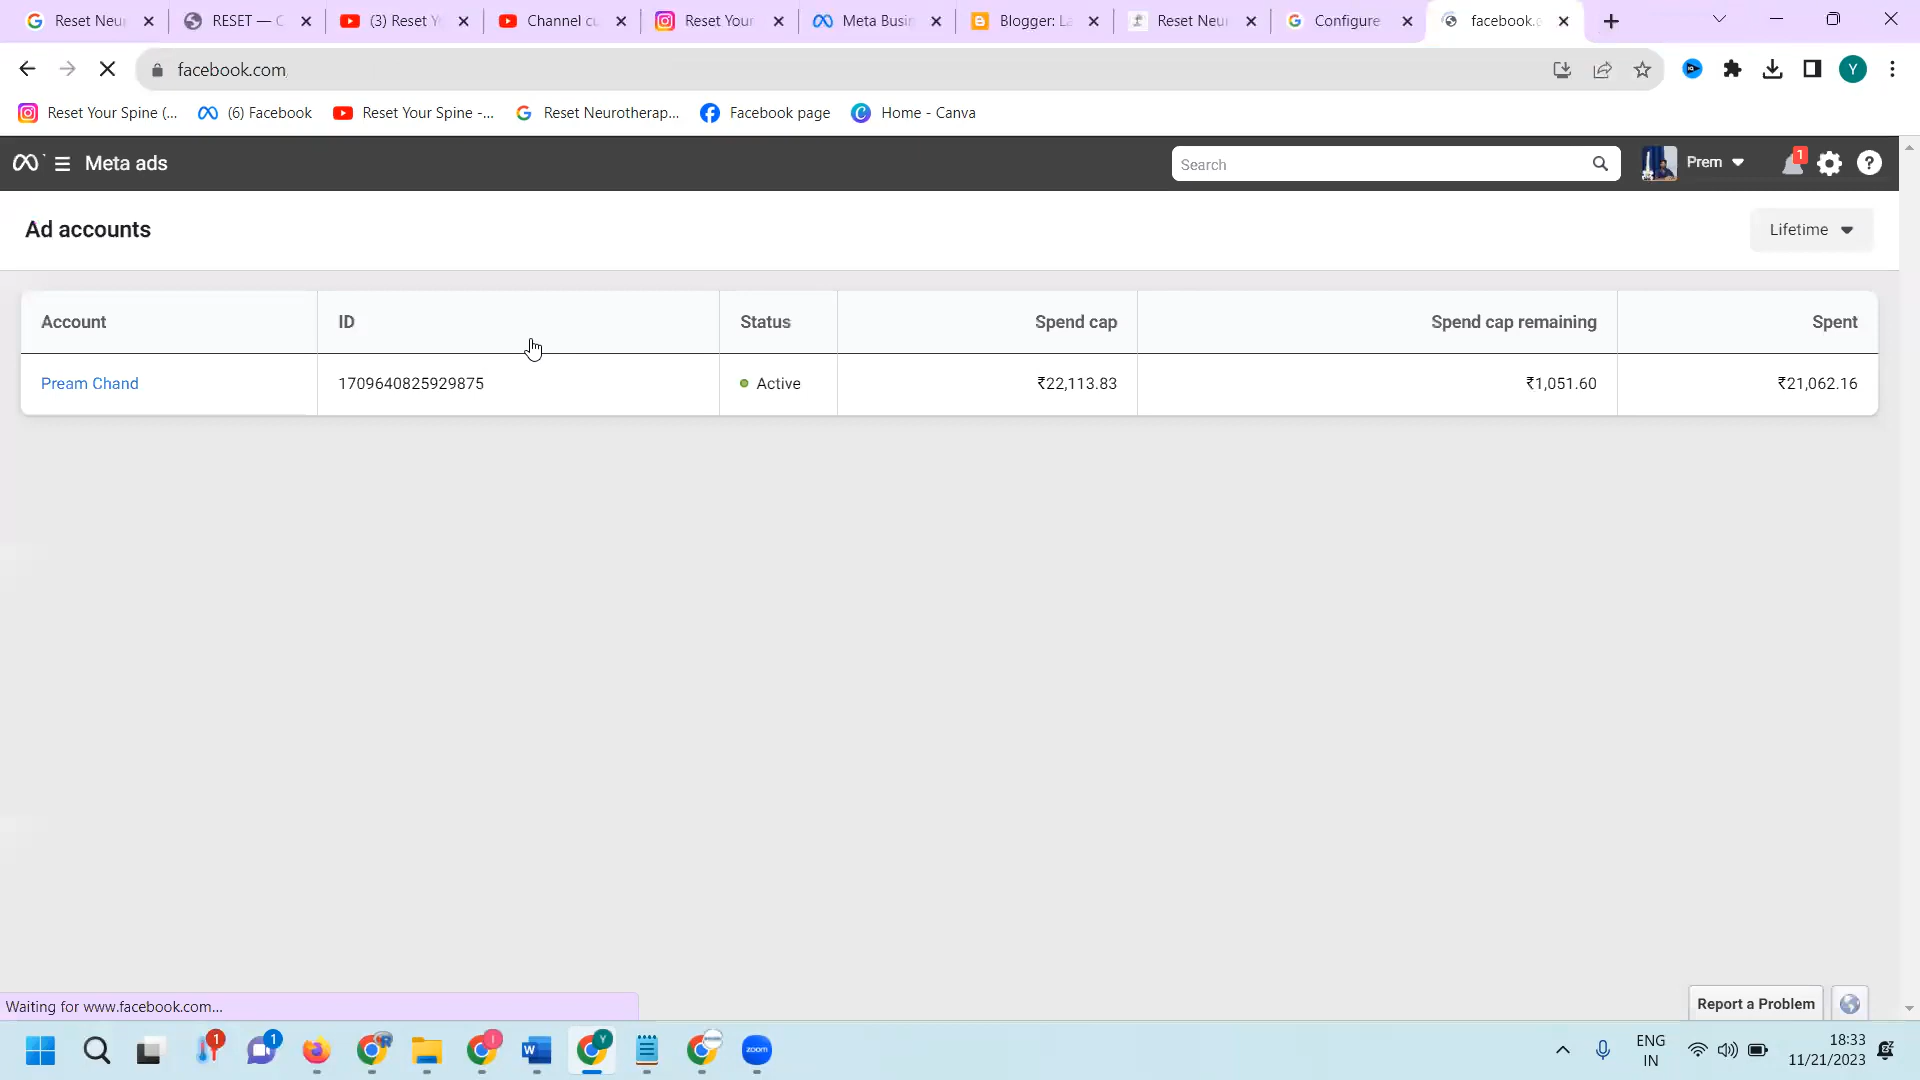 Reset Neu
RESET — C
(3) Reset Y
Channel cu
Reset Your
Meta Busin
Blogger: La
Reset Neu
Configure
facebook.c
facebook.com
Y
Reset Your Spine (...
(6) Facebook
Reset Your Spine -...
Reset Neurotherap...
Facebook page
Home - Canva
Meta ads
Search
Prem
1
Ad accounts
Lifetime
Account ID Status Spend cap Spend cap remaining Spent
Pream Chand 1709640825929875 Active ₹22,113.83 ₹1,051.60 ₹21,062.16
Waiting for www.facebook.com...
Report a Problem
1
1
I
W
Y
zoom
ENG
IN
18:33
11/21/2023